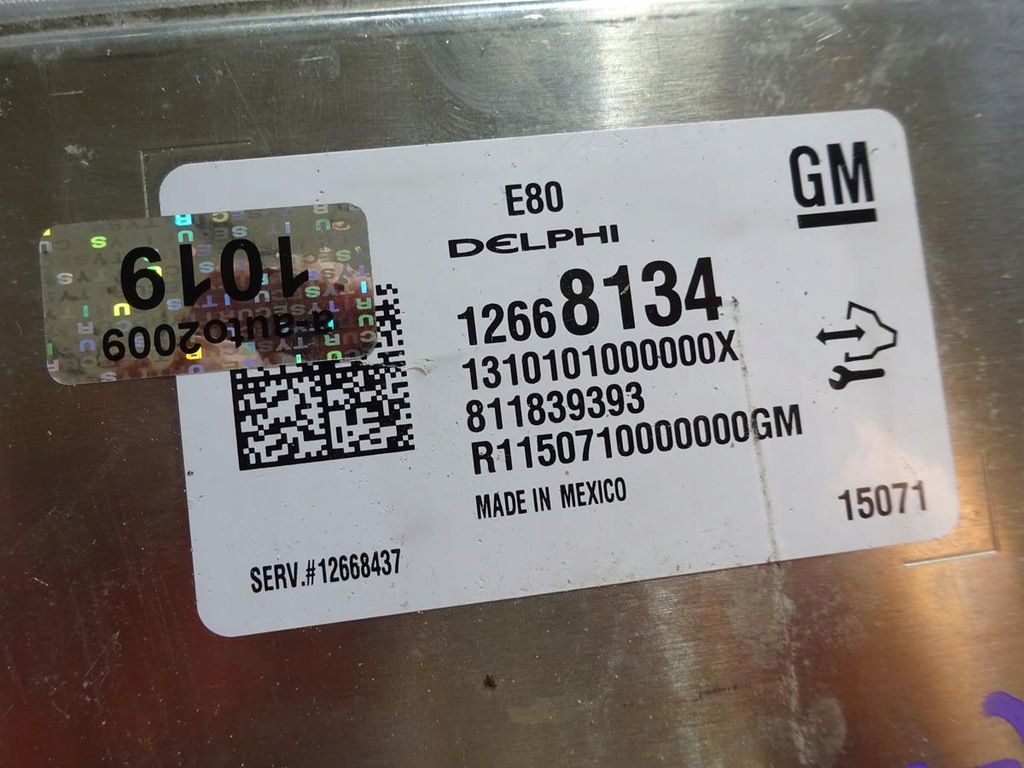 E80
GM
DELPHI
12668134
1310101000000X
811839393
R1150710000000GM
MADE IN MEXICO
15071
SERV.#12668437
1019
a-auto2009